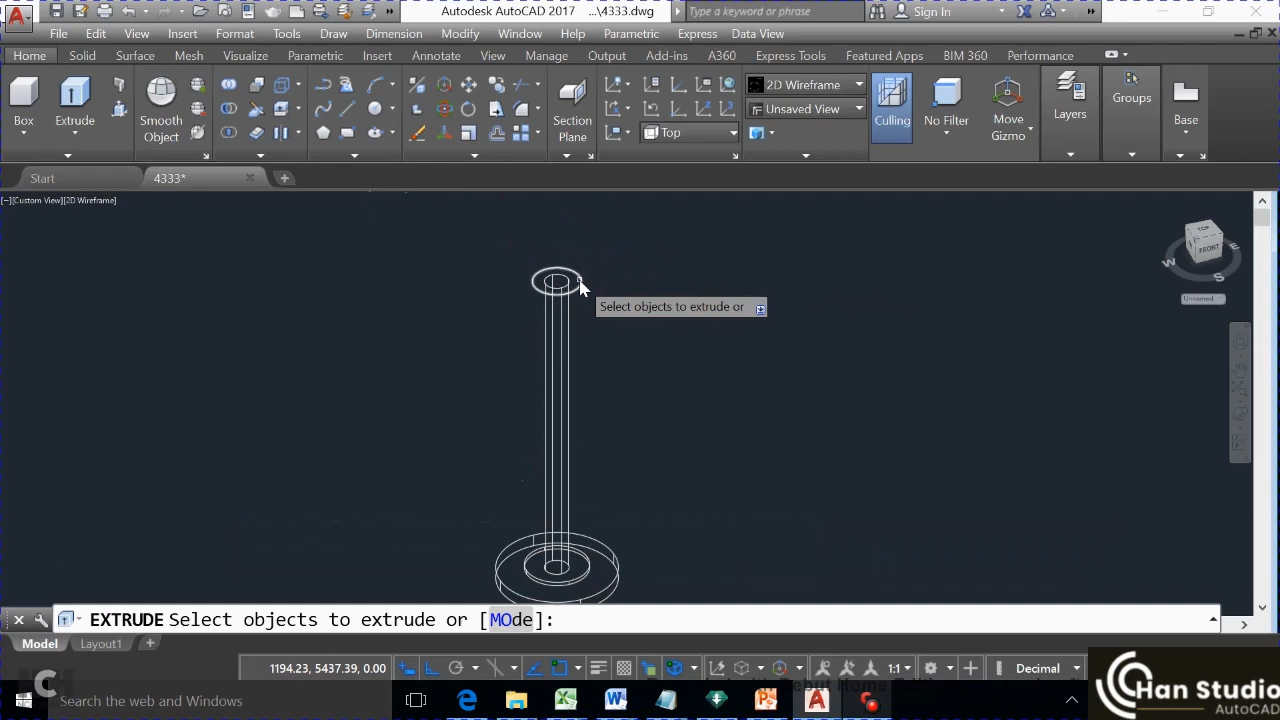 Autodesk AutoCAD 2017 ...\4333.dwg
Type a keyword or phrase
Sign In
File Edit View Insert Format Tools Draw Dimension Modify Window Help Parametric Express Data View
Home Solid Surface Mesh Visualize Parametric Insert Annotate View Manage Output Add-ins A360 Express Tools Featured Apps BIM 360 Performance
2D Wireframe
Unsaved View
Top
Box
Extrude
Smooth
Object
Section
Plane
Culling
No Filter
Move
Gizmo
Layers
Groups
Base
Start
4333*
[−][Custom View][2D Wireframe]
TOP
FRONT
W
E
S
Unnamed
Select objects to extrude or
EXTRUDE Select objects to extrude or [MOde]:
Model
Layout1
1194.23, 5437.39, 0.00
1:1
Decimal
Search the web and Windows
Han Studio
AutoCAD